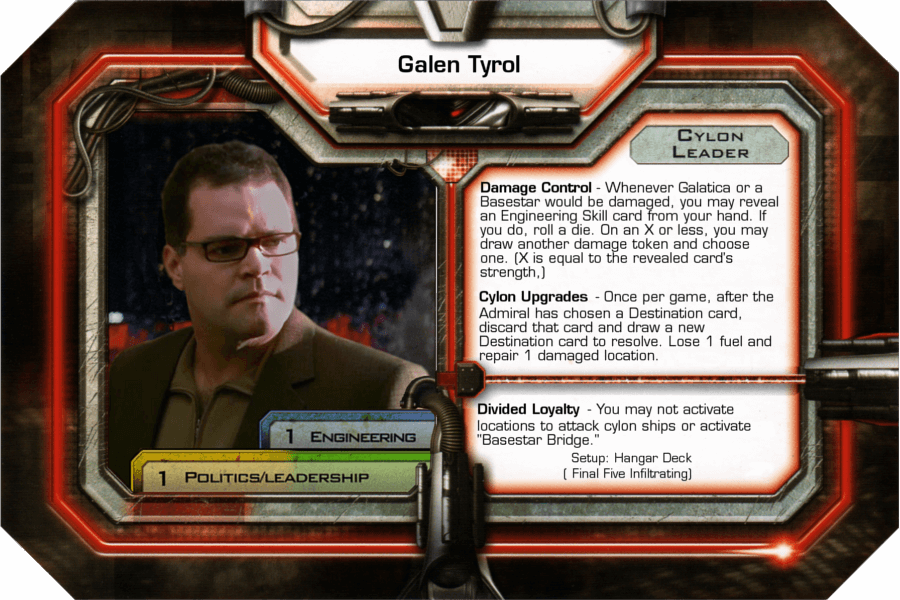 Galen Tyrol
CYLON
LEADER
Damage Control - Whenever Galatica or a
Basestar would be damaged, you may reveal
an Engineering Skill card from your hand. If
you do, roll a die. On an X or less, you may
draw another damage token and choose
one. (X is equal to the revealed card's
strength,)
Cylon Upgrades - Once per game, after the
Admiral has chosen a Destination card,
discard that card and draw a new
Destination card to resolve. Lose 1 fuel and
repair 1 damaged location.
Divided Loyalty - You may not activate
locations to attack cylon ships or activate
"Basestar Bridge."
Setup: Hangar Deck
( Final Five Infiltrating)
1 ENGINEERING
1 POLITICS/LEADERSHIP